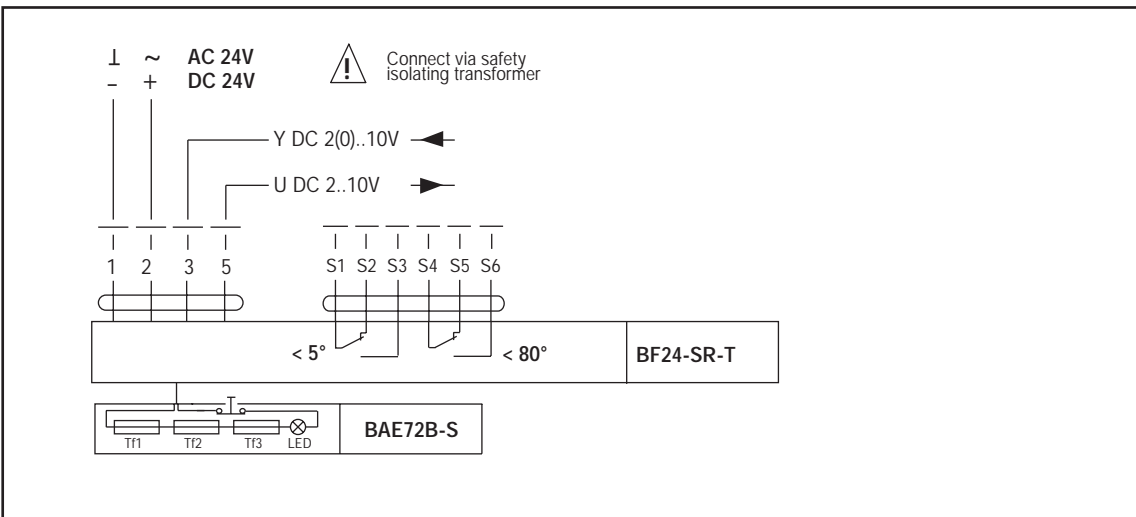 ⊥ ~ AC 24V
– + DC 24V
! Connect via safety
isolating transformer
Y DC 2(0)..10V
U DC 2..10V
1 2 3 5 S1 S2 S3 S4 S5 S6
< 5° < 80° BF24-SR-T
BAE72B-S
Tf1 Tf2 Tf3 LED